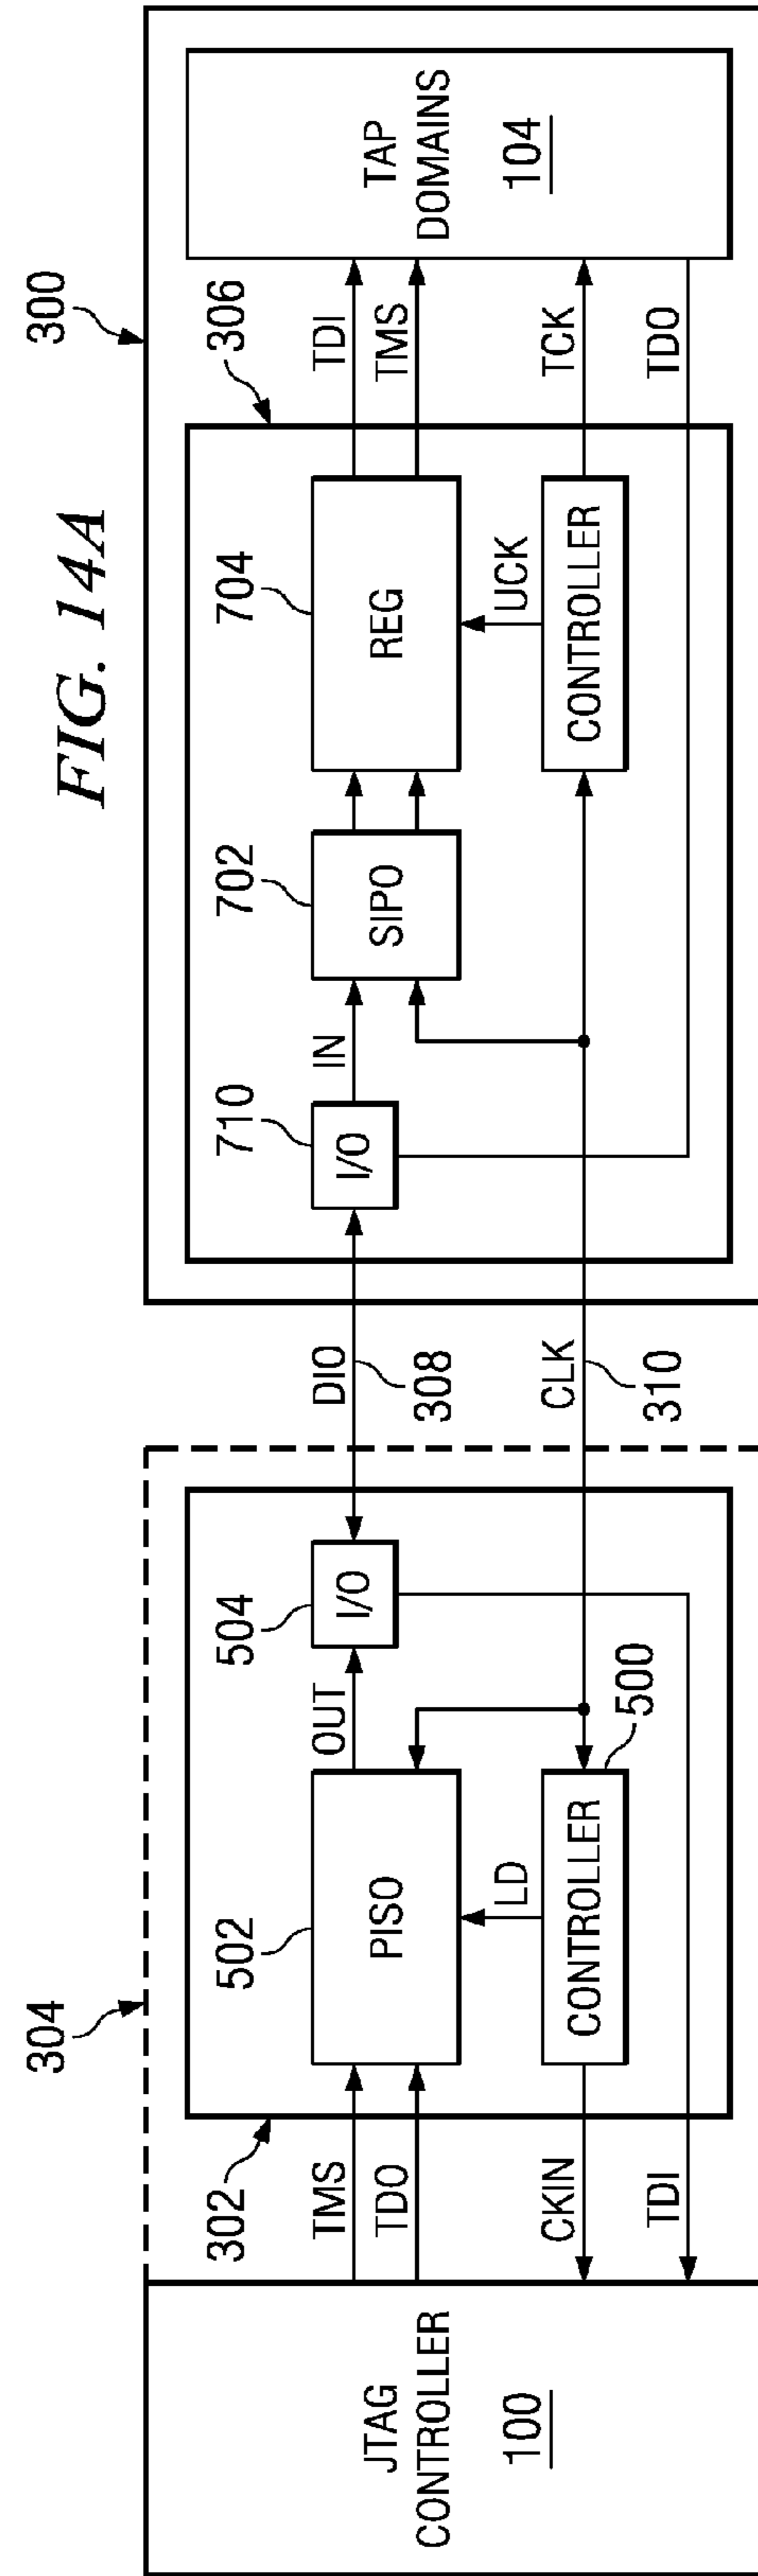 FIG. 14A
304
300
302
502
504
710
702
704
306
JTAG
CONTROLLER
100
TMS
TDO
CKIN
TDI
PISO
OUT
I/O
LD
CONTROLLER
500
DIO
308
CLK
310
I/O
IN
SIPO
REG
UCK
CONTROLLER
TDI
TMS
TCK
TDO
TAP
DOMAINS
104